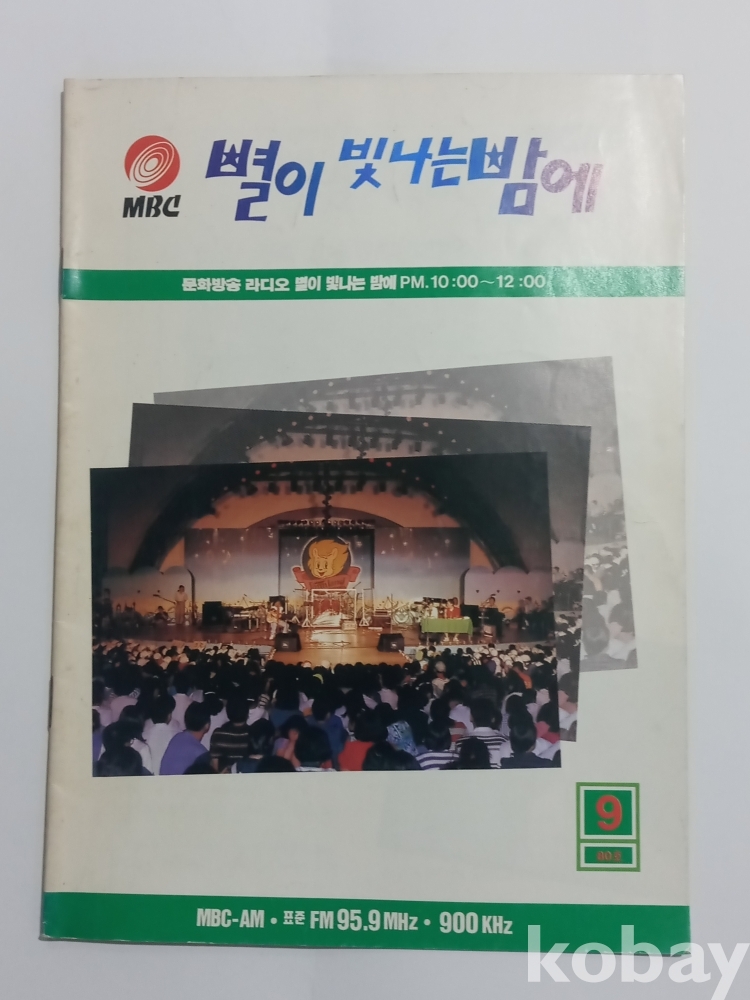 MBC
별이 빛나는 밤에
문화방송 라디오 별이 빛나는 밤에 PM.10:00～12:00
9
MBC-AM · 표준 FM 95.9 MHz · 900 KHz
kobay